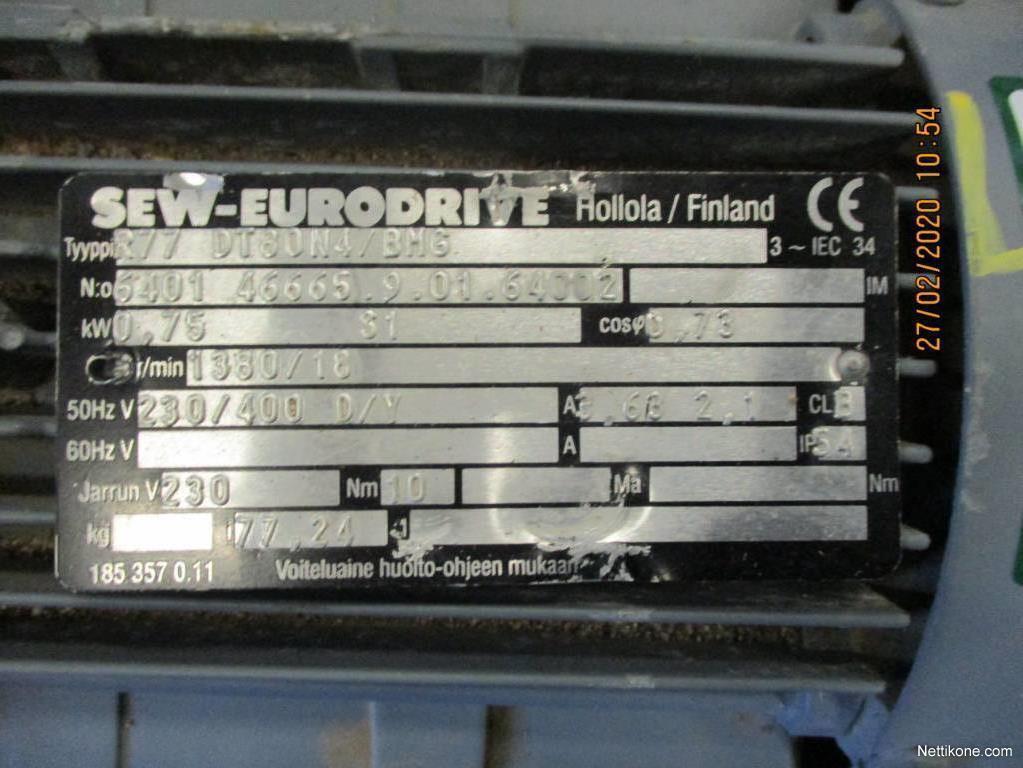 SEW-EURODRIVE Hollola / Finland CE
Tyyppi R77 DT80N4/BMG 3 ~ IEC 34
N:o 6401 46665.9.01.64002 IM
kW 0,75 S1 cosφ 0,73
r/min 1380/18
50Hz V 230/400 D/Y A 3,63 2,1 CL B
60Hz V A IP 54
Jarrun V 230 Nm 10 Ma Nm
kg i 77,24 J
185 357 0.11 Voiteluaine huolto-ohjeen mukaan
27/02/2020 10:54
Nettikone.com